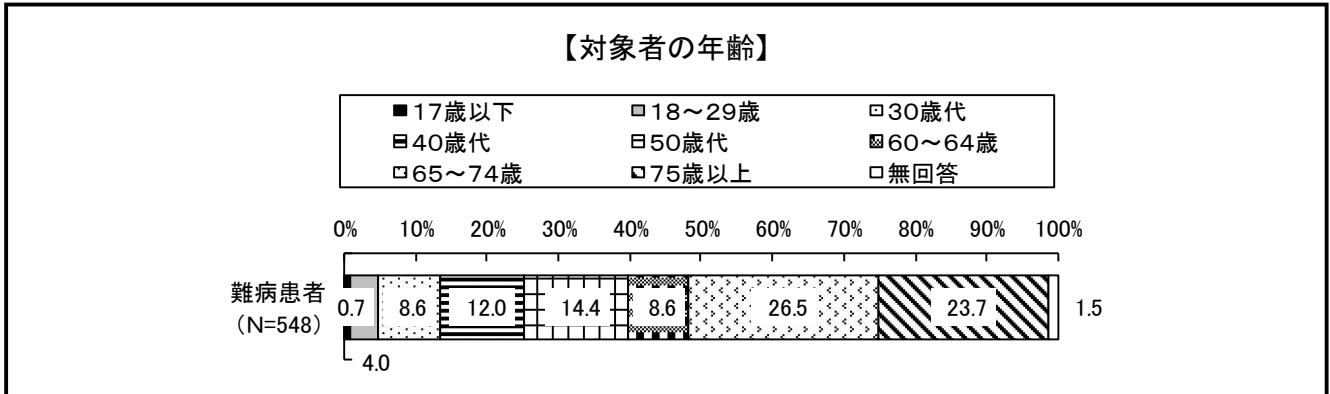 【対象者の年齢】
■17歳以下 ■18～29歳 □30歳代
■40歳代 □50歳代 ■60～64歳
□65～74歳 □75歳以上 □無回答
0% 10% 20% 30% 40% 50% 60% 70% 80% 90% 100%
難病患者
（N=548）
0.7 8.6 12.0 14.4 8.6 26.5 23.7 1.5
4.0